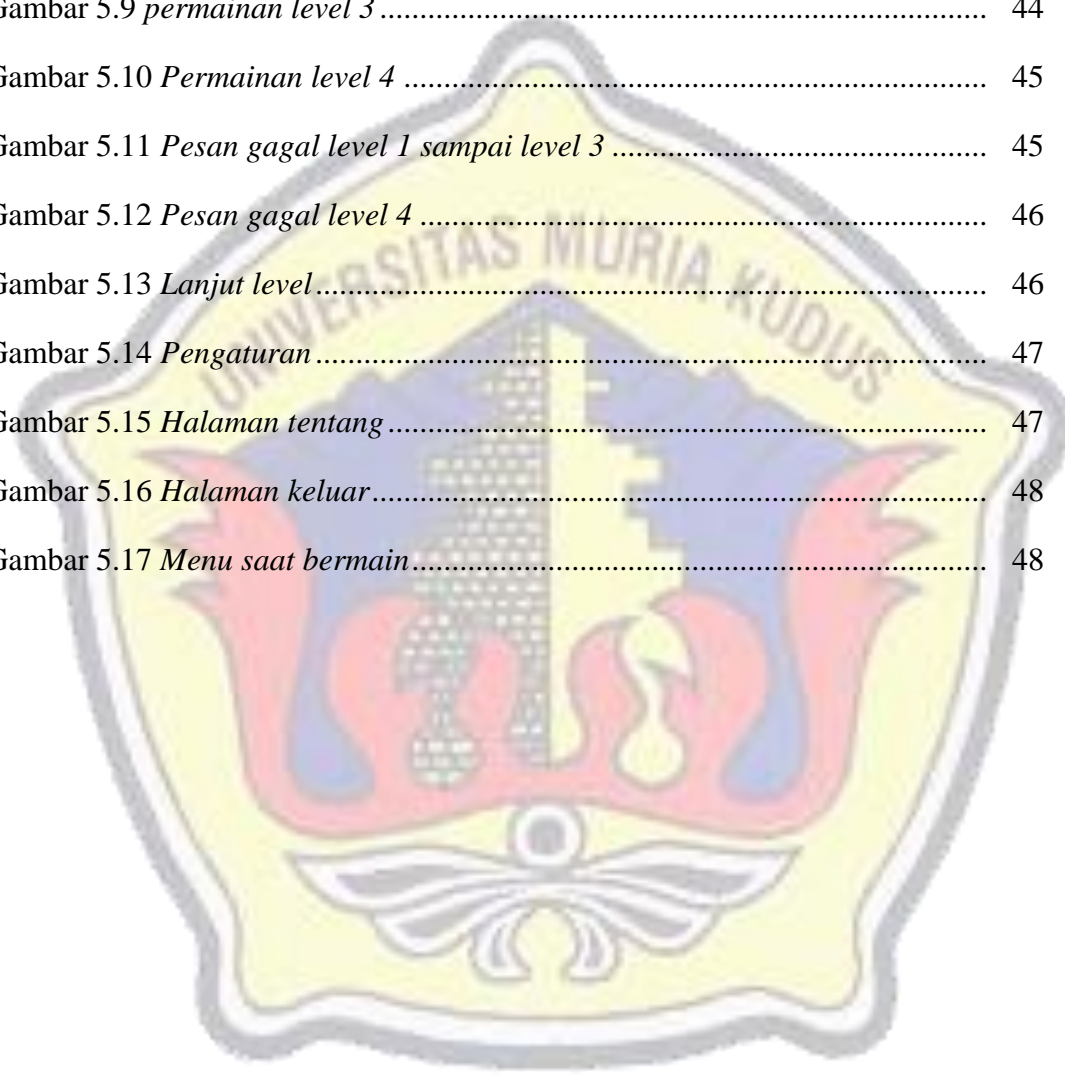 Gambar 5.9 permainan level 3 ........................................................................... 44
Gambar 5.10 Permainan level 4 ........................................................................ 45
Gambar 5.11 Pesan gagal level 1 sampai level 3 ............................................... 45
Gambar 5.12 Pesan gagal level 4 ...................................................................... 46
Gambar 5.13 Lanjut level ................................................................................... 46
Gambar 5.14 Pengaturan ................................................................................... 47
Gambar 5.15 Halaman tentang .......................................................................... 47
Gambar 5.16 Halaman keluar ............................................................................ 48
Gambar 5.17 Menu saat bermain ....................................................................... 48
UNIVERSITAS MURIA KUDUS